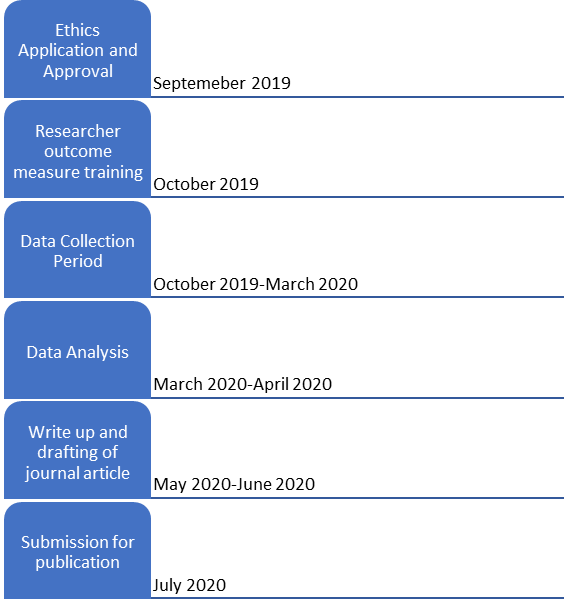 Ethics
Application and
Approval
Septemeber 2019
Researcher
outcome
measure training
October 2019
Data Collection
Period
October 2019-March 2020
Data Analysis
March 2020-April 2020
Write up and
drafting of
journal article
May 2020-June 2020
Submission for
publication
July 2020